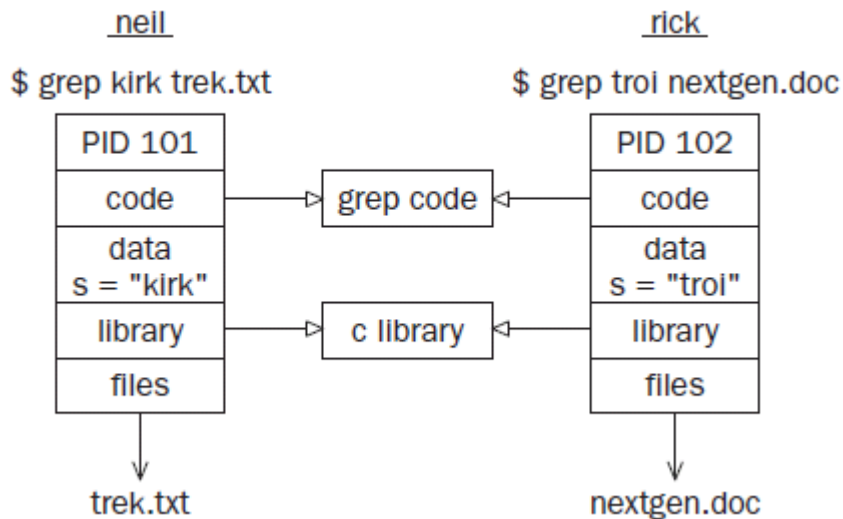 neil
rick
$ grep kirk trek.txt
$ grep troi nextgen.doc
PID 101
PID 102
code
grep code
code
data
s = "kirk"
data
s = "troi"
library
c library
library
files
files
trek.txt
nextgen.doc